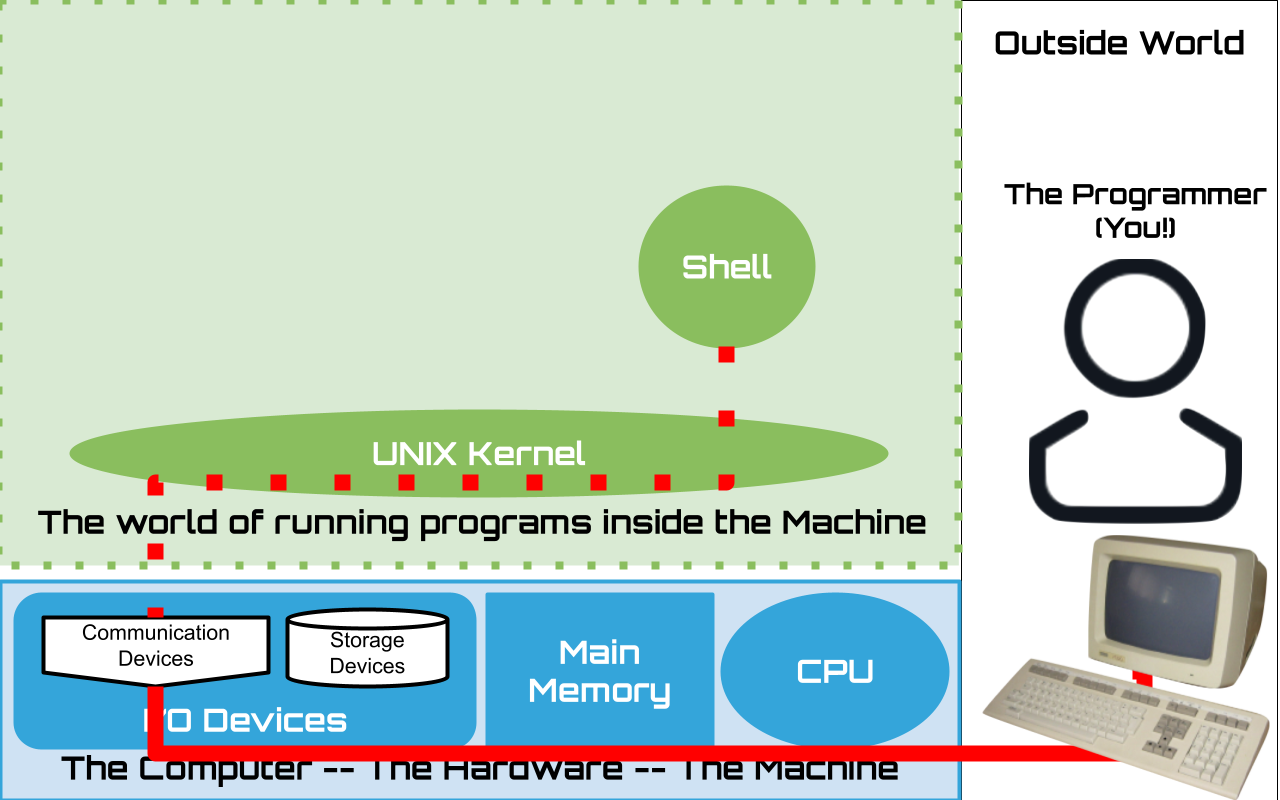 Outside World
The Programmer
(You!)
Shell
UNIX Kernel
The world of running programs inside the Machine
Communication
Devices
Storage
Devices
I/O Devices
Main
Memory
CPU
The Computer -- The Hardware -- The Machine